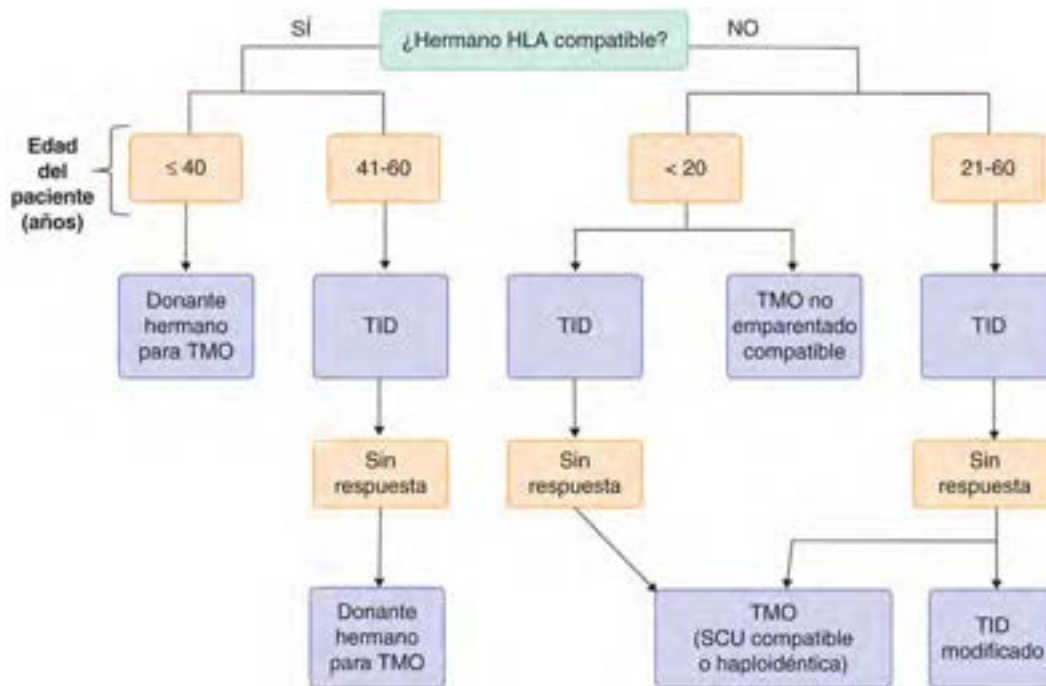 SÍ
¿Hermano HLA compatible?
NO
Edad
del
paciente
(años)
≤ 40
41-60
< 20
21-60
Donante
hermano
para TMO
TID
TID
TMO no
emparentado
compatible
TID
Sin
respuesta
Sin
respuesta
Sin
respuesta
Donante
hermano
para TMO
TMO
(SCU compatible
o haploidéntica)
TID
modificado